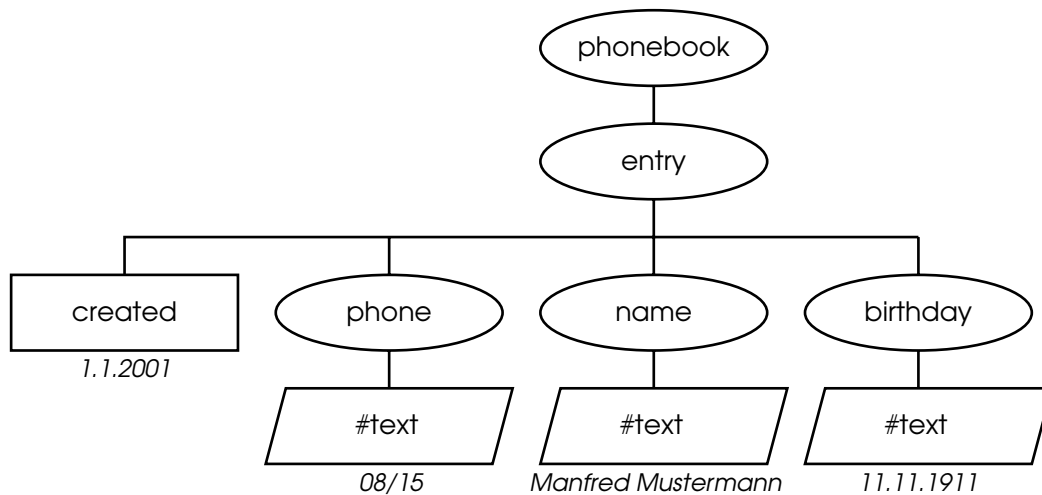 phonebook
entry
created
phone
name
birthday
1.1.2001
#text
#text
#text
08/15
Manfred Mustermann
11.11.1911